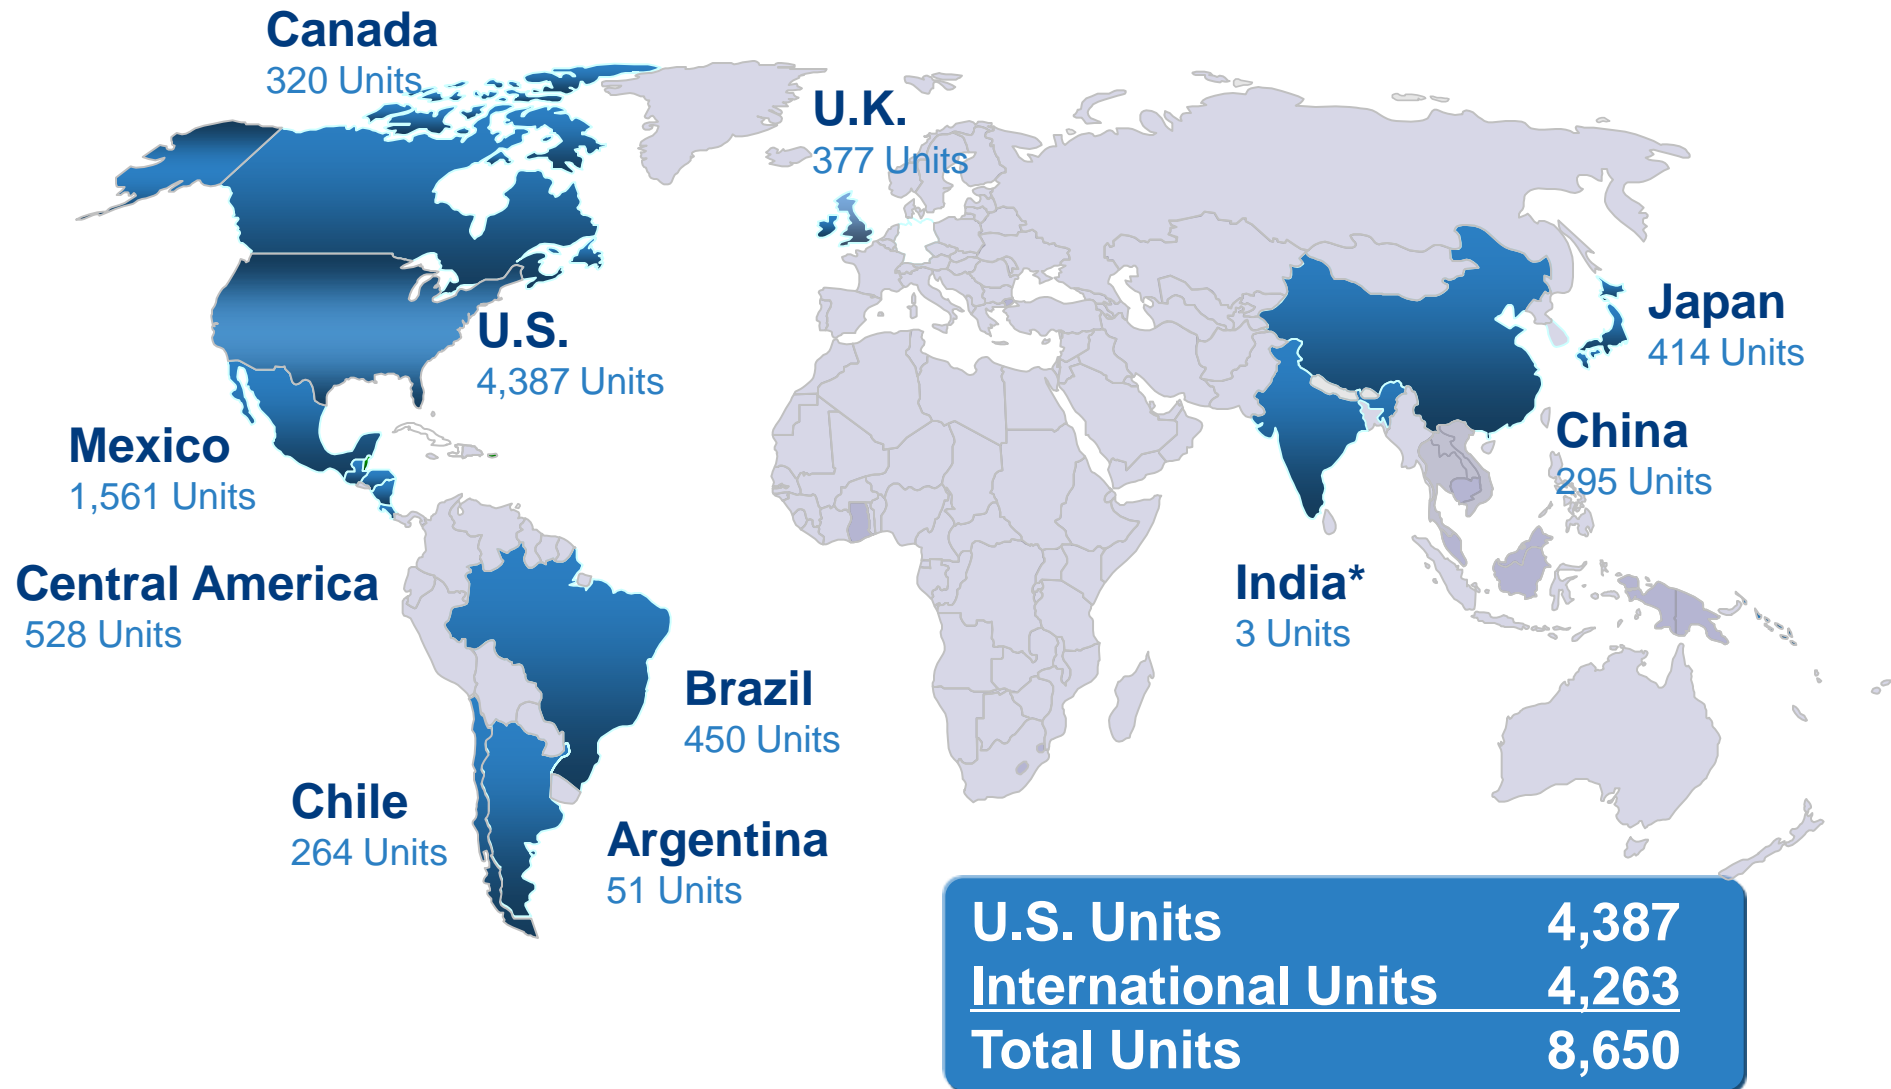 Canada
320 Units
U.K.
377 Units
U.S.
4,387 Units
Japan
414 Units
Mexico
1,561 Units
China
295 Units
Central America
528 Units
India*
3 Units
Brazil
450 Units
Chile
264 Units
Argentina
51 Units
U.S. Units 4,387
International Units 4,263
Total Units 8,650